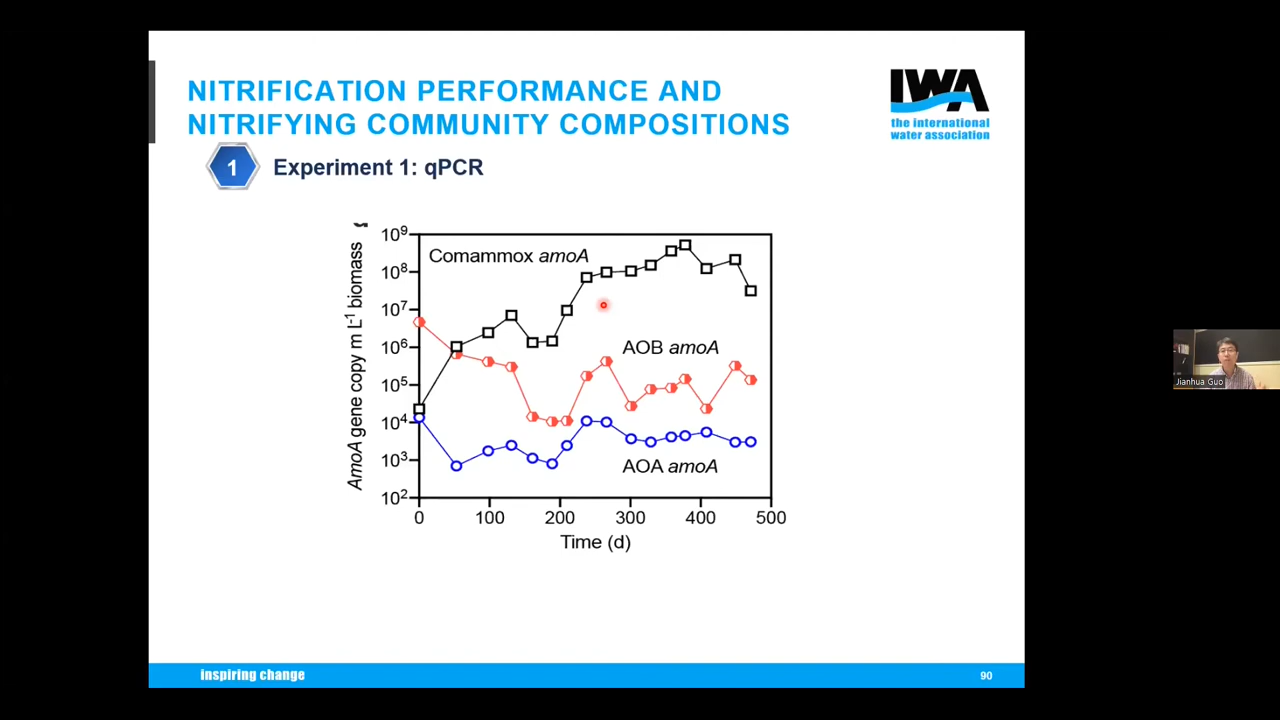 NITRIFICATION PERFORMANCE AND
NITRIFYING COMMUNITY COMPOSITIONS
IWA
the international
water association
1
Experiment 1: qPCR
AmoA gene copy m L⁻¹ biomass
10⁹
10⁸
10⁷
10⁶
10⁵
10⁴
10³
10²
Comammox amoA
AOB amoA
AOA amoA
0 100 200 300 400 500
Time (d)
Jianhua Guo
inspiring change
90